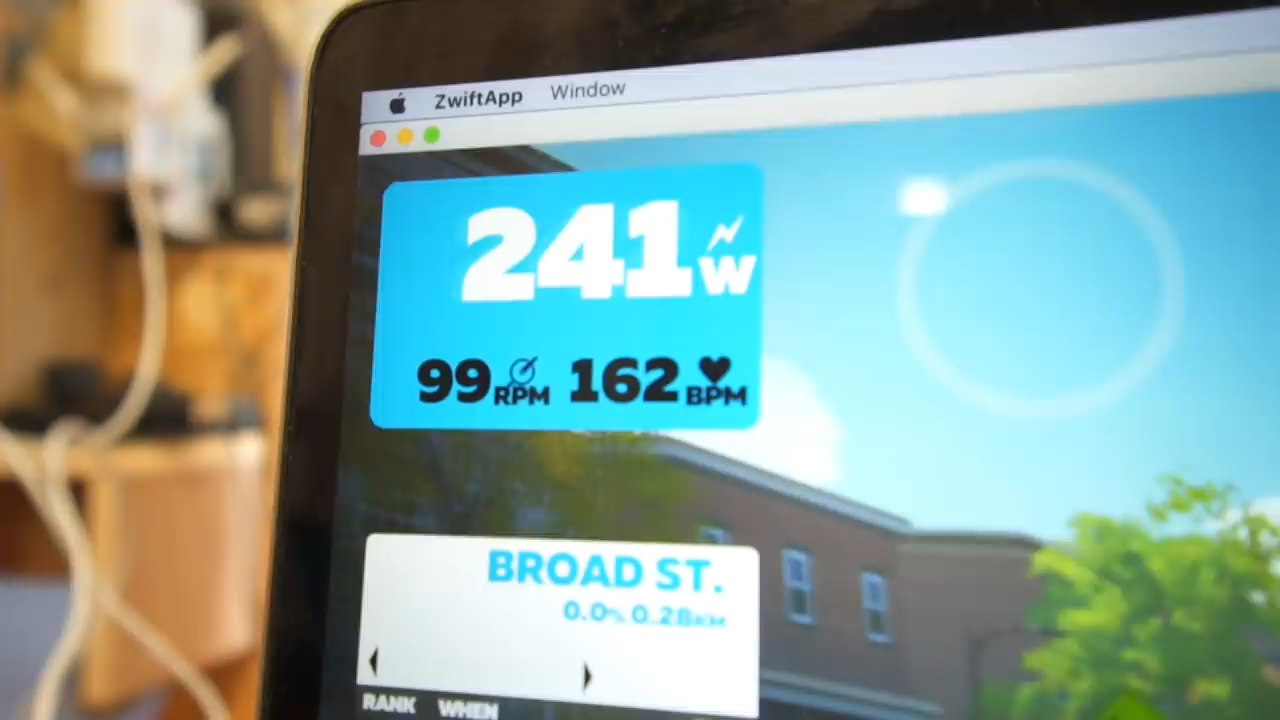 ZwiftApp Window
241 W
99 RPM 162 BPM
BROAD ST.
0.0% 0.28KM
RANK WHEN